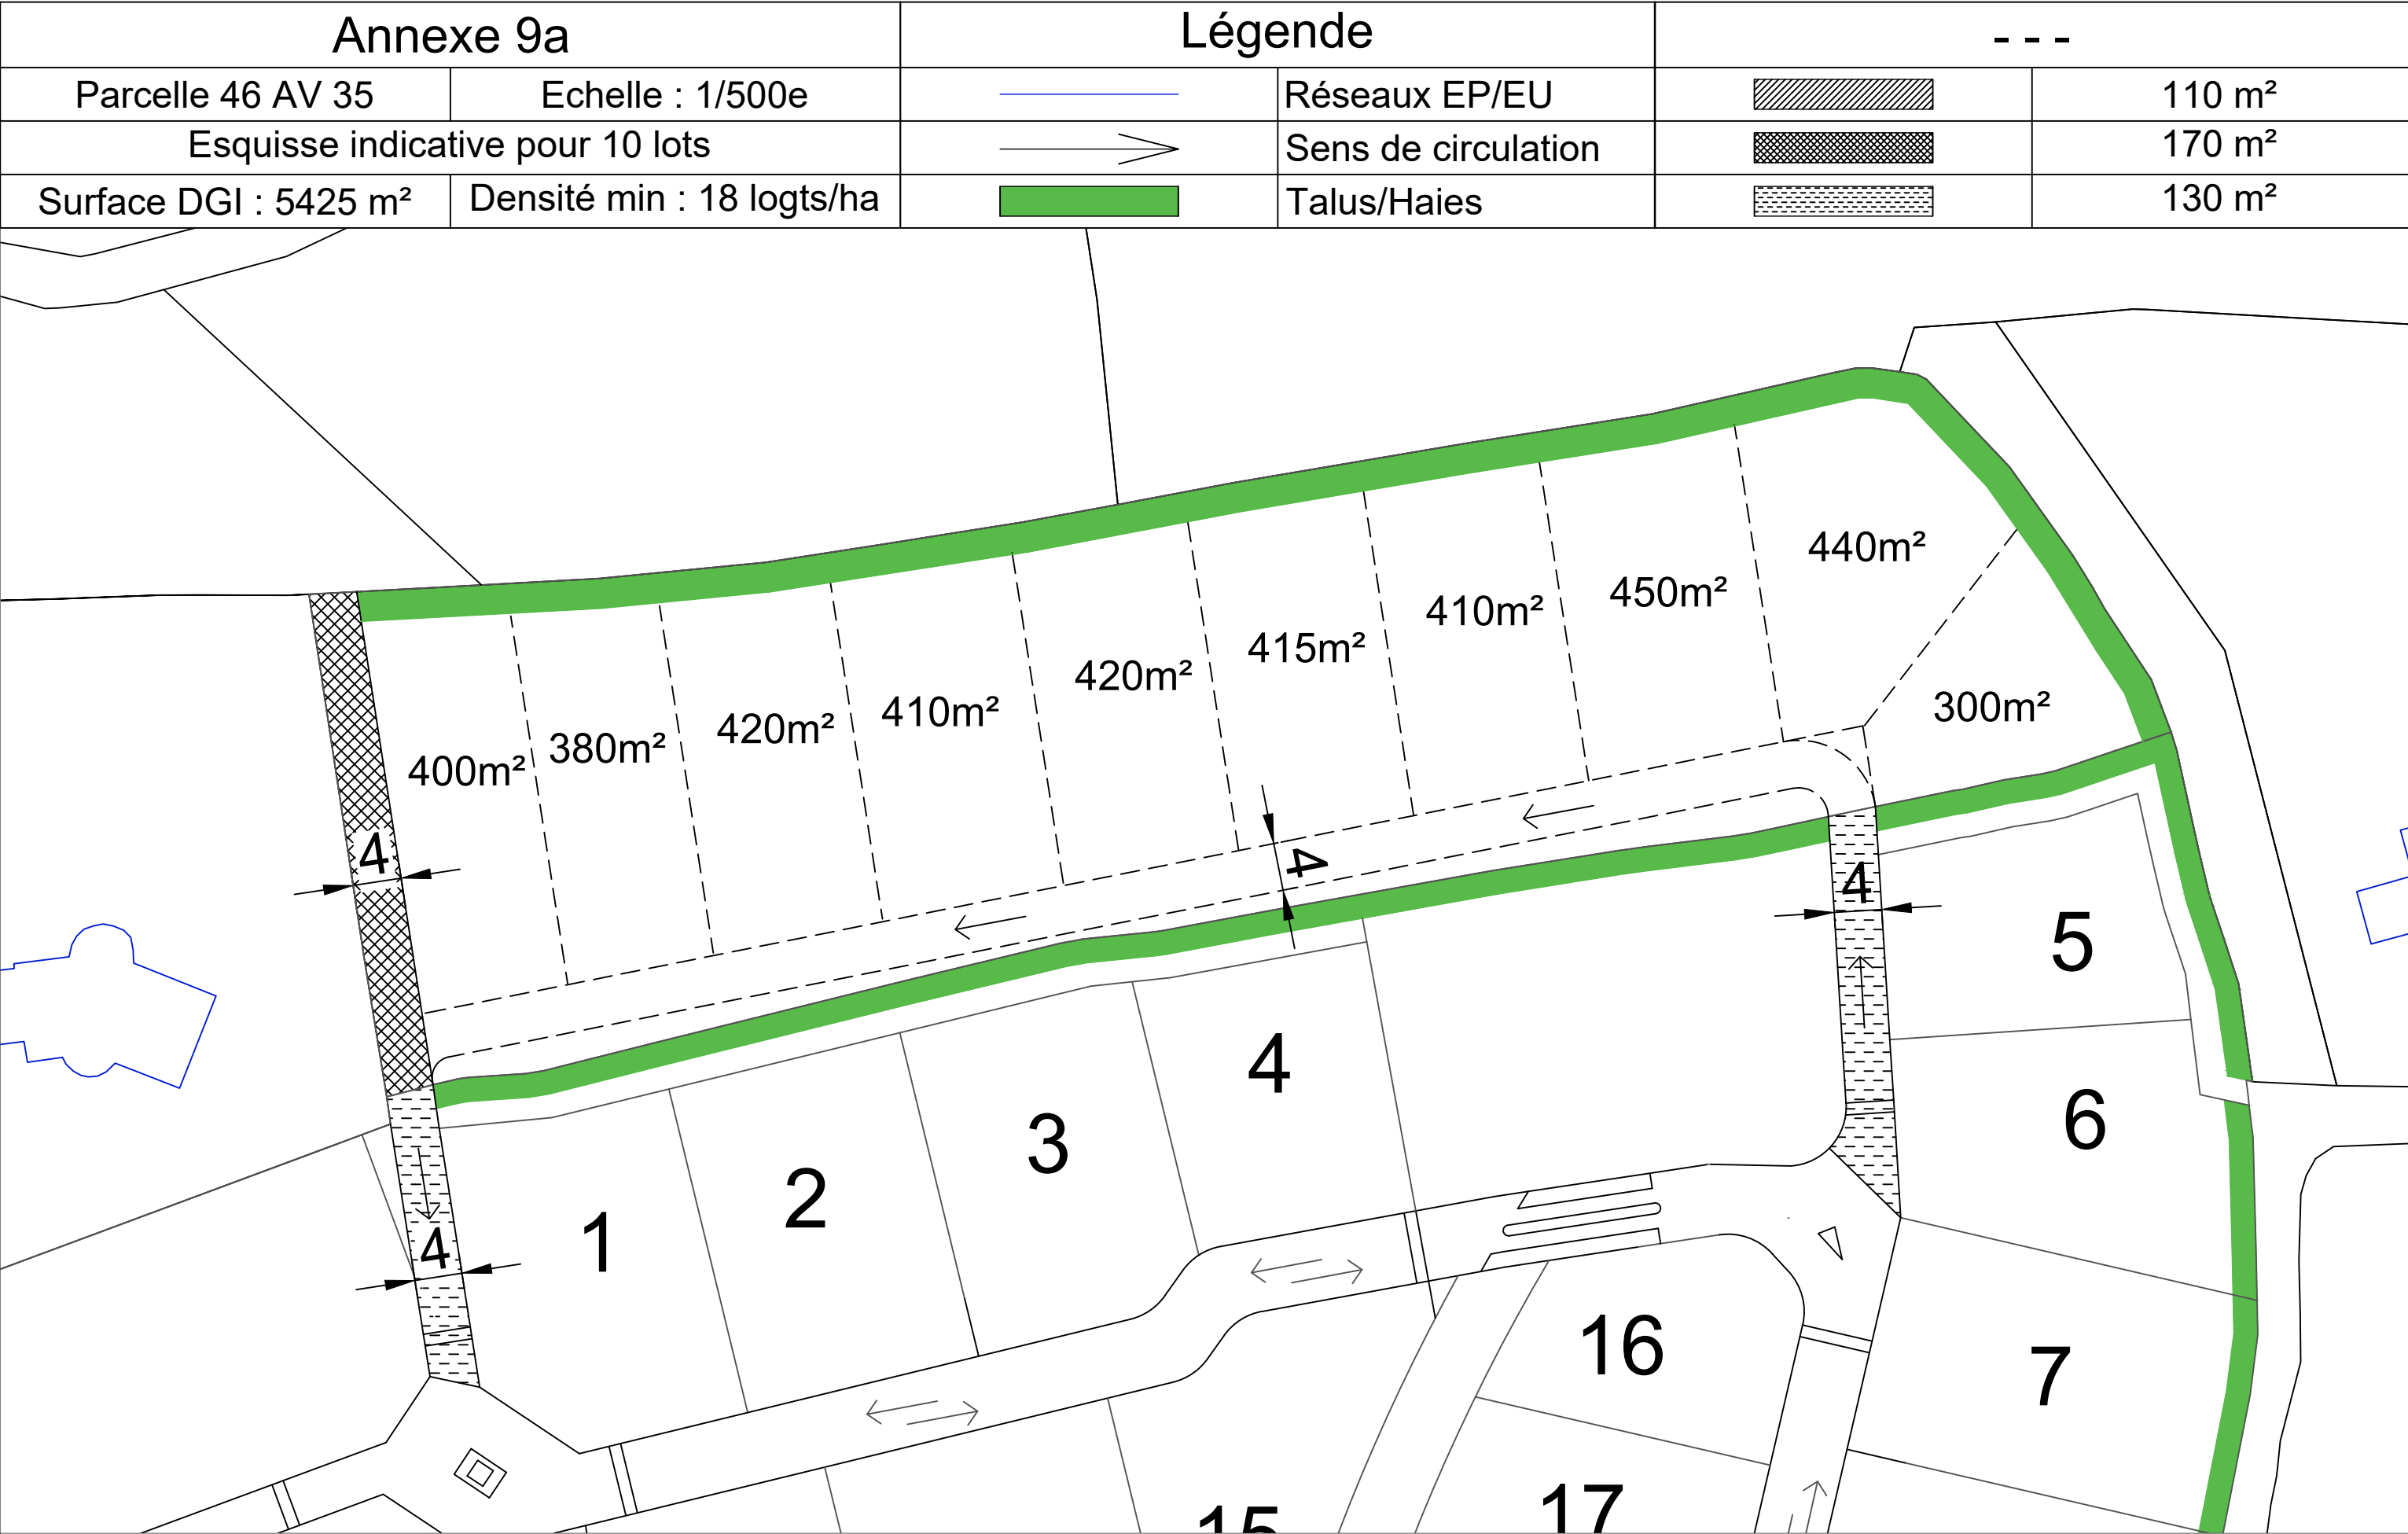 Annexe 9a
Légende
- - -
Parcelle 46 AV 35
Echelle : 1/500e
Réseaux EP/EU
110 m²
Esquisse indicative pour 10 lots
Sens de circulation
170 m²
Surface DGI : 5425 m²
Densité min : 18 logts/ha
Talus/Haies
130 m²
440m²
450m²
410m²
415m²
420m²
300m²
410m²
420m²
380m²
400m²
4
4
4
5
4
6
3
2
1
4
16
7
17
15